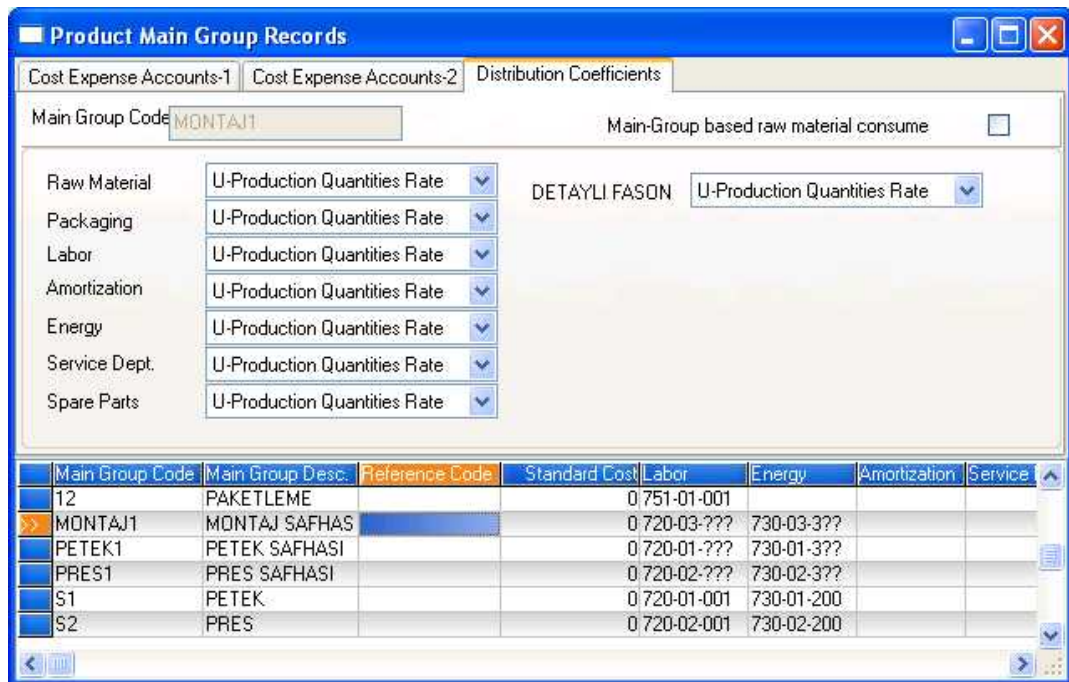 Product Main Group Records
Cost Expense Accounts-1 Cost Expense Accounts-2 Distribution Coefficients
Main Group Code MONTAJ1 Main-Group based raw material consume
Raw Material U-Production Quantities Rate DETAYLI FASON U-Production Quantities Rate
Packaging U-Production Quantities Rate
Labor U-Production Quantities Rate
Amortization U-Production Quantities Rate
Energy U-Production Quantities Rate
Service Dept. U-Production Quantities Rate
Spare Parts U-Production Quantities Rate
Main Group Code Main Group Desc. Reference Code Standard Cost Labor Energy Amortization Service
12 PAKETLEME 0 751-01-001
>> MONTAJ1 MONTAJ SAFHAS 0 720-03-??? 730-03-3??
PETEK1 PETEK SAFHASI 0 720-01-??? 730-01-3??
PRES1 PRES SAFHASI 0 720-02-??? 730-02-3??
S1 PETEK 0 720-01-001 730-01-200
S2 PRES 0 720-02-001 730-02-200